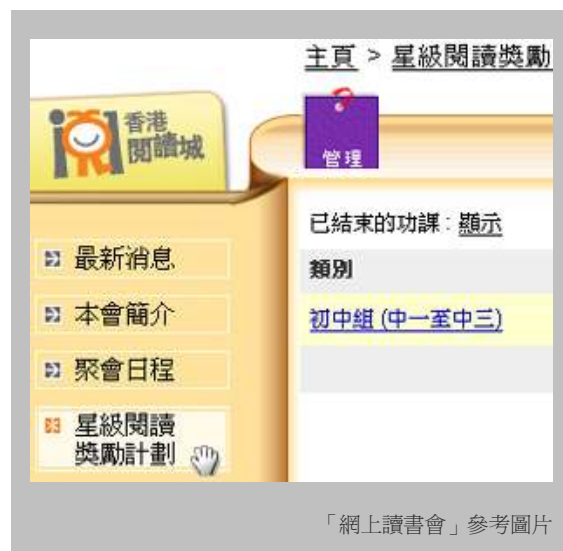 主頁 > 星級閱讀獎勵
香港
閱讀城
管理
已結束的功課 : 顯示
類別
初中組 (中一至中三)
最新消息
本會簡介
聚會日程
星級閱讀
獎勵計劃
「網上讀書會」參考圖片